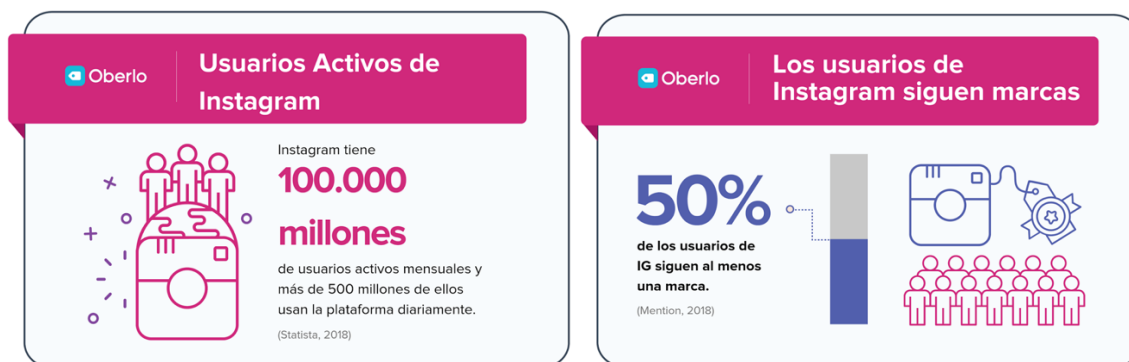 Oberlo
Usuarios Activos de
Instagram
Instagram tiene
100.000
millones
de usuarios activos mensuales y
más de 500 millones de ellos
usan la plataforma diariamente.
(Statista, 2018)
Oberlo
Los usuarios de
Instagram siguen marcas
50%
de los usuarios de
IG siguen al menos
una marca.
(Mention, 2018)